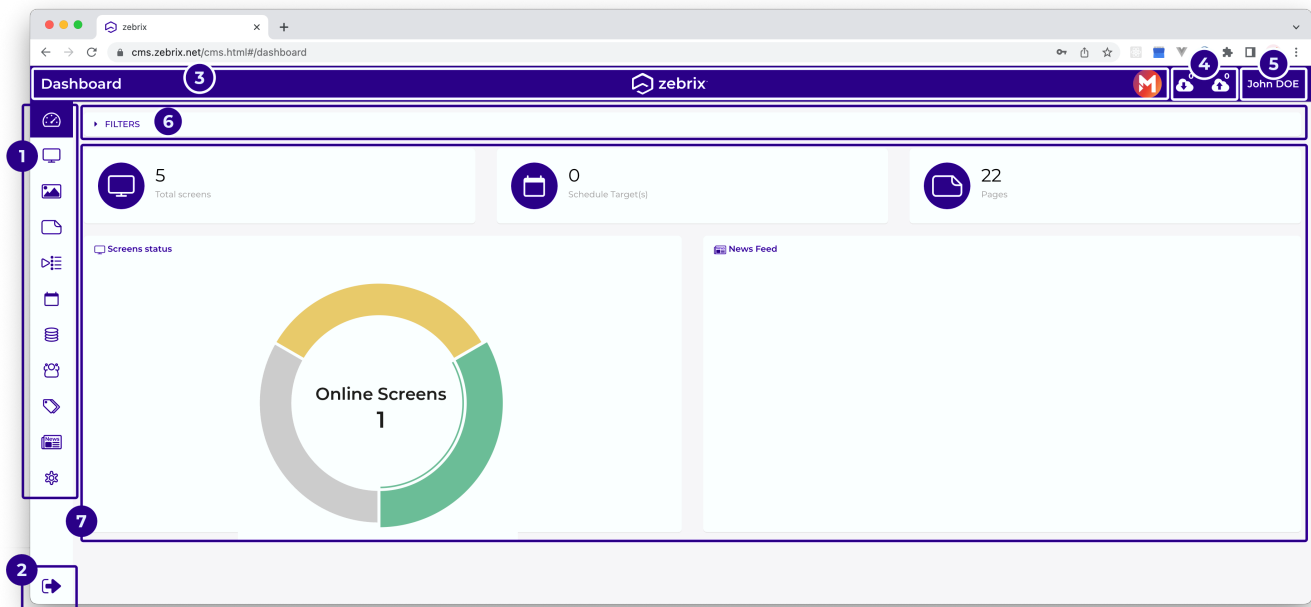 zebrix
cms.zebrix.net/cms.html#/dashboard
Dashboard
3
zebrix
0
4
0
5
John DOE
FILTERS
6
1
5
Total screens
0
Schedule Target(s)
22
Pages
Screens status
News Feed
Online Screens
1
News
7
2